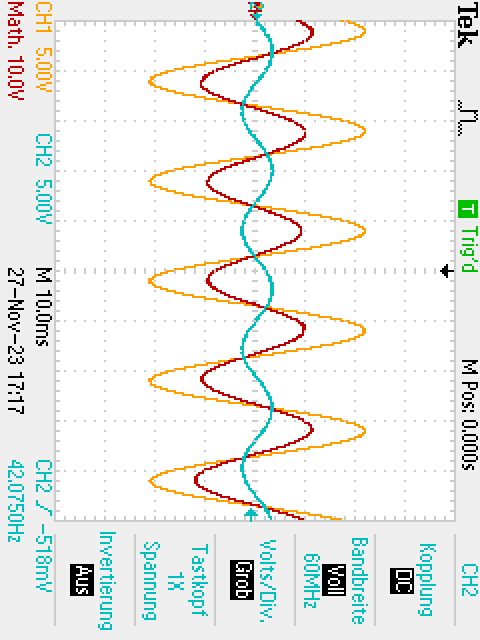 Tek
T Trig'd
M Pos: 0.000s
CH2
Kopplung
DC
Bandbreite
Voll
60MHz
Volts/Div.
Grob
Tastkopf
1X
Spannung
Invertierung
Aus
CH1 5.00V
CH2 5.00V
M 10.0ms
CH2 / -518mV
Math. 10.0V
27-Nov-23 17:17
42.0750Hz